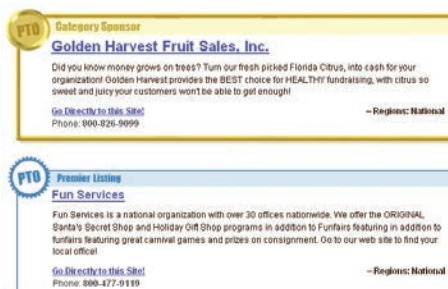 PTO Category Sponsor
Golden Harvest Fruit Sales, Inc.
Did you know money grows on trees? Turn our fresh picked Florida Citrus, into cash for your
organization! Golden Harvest provides the BEST choice for HEALTHY fundraising, with citrus so
sweet and juicy your customers won't be able to get enough!
Go Directly to this Site! – Regions: National
Phone: 800-826-9099
PTO Premier Listing
Fun Services
Fun Services is a national organization with over 30 offices nationwide. We offer the ORIGINAL
Santa's Secret Shop and Holiday Gift Shop programs in addition to Funfairs featuring in addition to
funfairs featuring great carnival games and prizes on consignment. Go to our web site to find your
local office!
Go Directly to this Site! – Regions: National
Phone: 800-477-9119